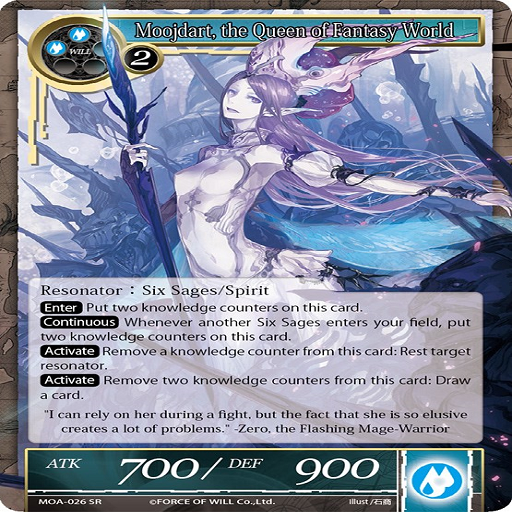 Moojdart, the Queen of Fantasy World
WILL
2
Resonator : Six Sages/Spirit
Enter Put two knowledge counters on this card.
Continuous Whenever another Six Sages enters your field, put
two knowledge counters on this card.
Activate Remove a knowledge counter from this card: Rest target
resonator.
Activate Remove two knowledge counters from this card: Draw
a card.
"I can rely on her during a fight, but the fact that she is so elusive
creates a lot of problems." -Zero, the Flashing Mage-Warrior
ATK 700/ DEF 900
MOA-026 SR ©FORCE OF WILL Co.,Ltd. Illust /石商